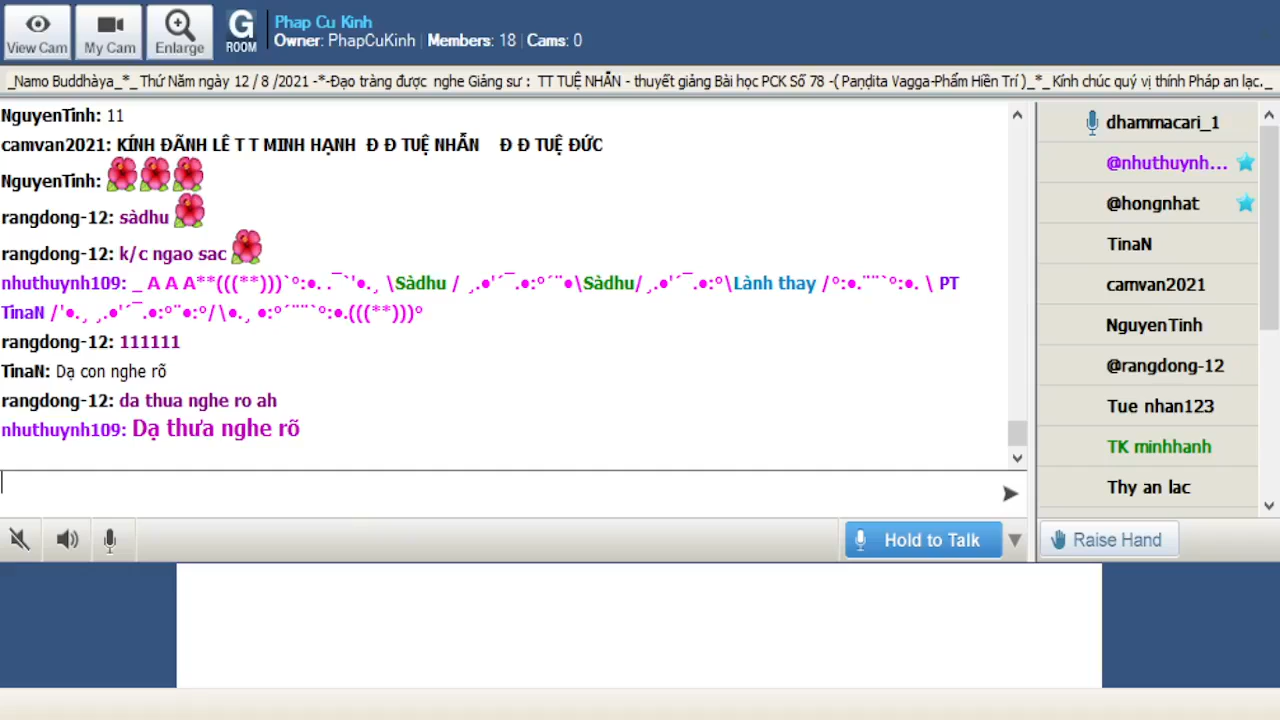 View Cam
My Cam
Enlarge
G
ROOM
Phap Cu Kinh
Owner: PhapCuKinh | Members: 18 | Cams: 0
_Namo Buddhàya_*_ Thứ Năm ngày 12 / 8 /2021 -*-Đạo tràng được nghe Giảng sư : TT TUỆ NHẪN - thuyết giảng Bài học PCK Số 78 -( Paṇḍita Vagga-Phẩm Hiền Trí )_*_ Kính chúc quý vị thính Pháp an lạc._
NguyenTinh: 11
camvan2021: KÍNH ĐÃNH LÊ T T MINH HẠNH Đ Đ TUỆ NHẪN Đ Đ TUỆ ĐỨC
NguyenTinh:
rangdong-12: sàdhu
rangdong-12: k/c ngao sac
nhuthuynh109: _ A A A**(((**)))`º:•. .¯`'•.¸ \Sàdhu / ¸.•'´¯.•:º´¨•\Sàdhu/¸.•'´¯.•:º\Lành thay /º:•.¨¨`º:•. \ PT
TinaN /'•.¸ ¸.•'´¯.•:º¨•:º/\•.¸ •:º´¨¨`º:•.(((**)))º
rangdong-12: 111111
TinaN: Dạ con nghe rõ
rangdong-12: da thua nghe ro ah
nhuthuynh109: Dạ thưa nghe rõ
Hold to Talk
dhammacari_1
@nhuthuynh...
@hongnhat
TinaN
camvan2021
NguyenTinh
@rangdong-12
Tue nhan123
TK minhhanh
Thy an lac
Raise Hand